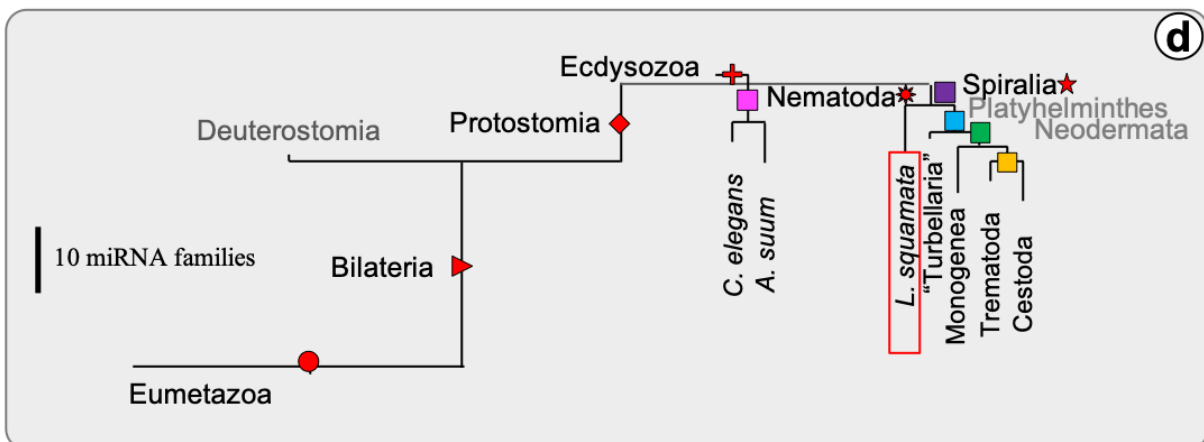 d
Ecdysozoa
Spiralia
Nematoda
Platyhelminthes
Neodermata
Protostomia
Deuterostomia
C. elegans
A. suum
L. squamata
“Turbellaria”
Monogenea
Trematoda
Cestoda
10 miRNA families
Bilateria
Eumetazoa